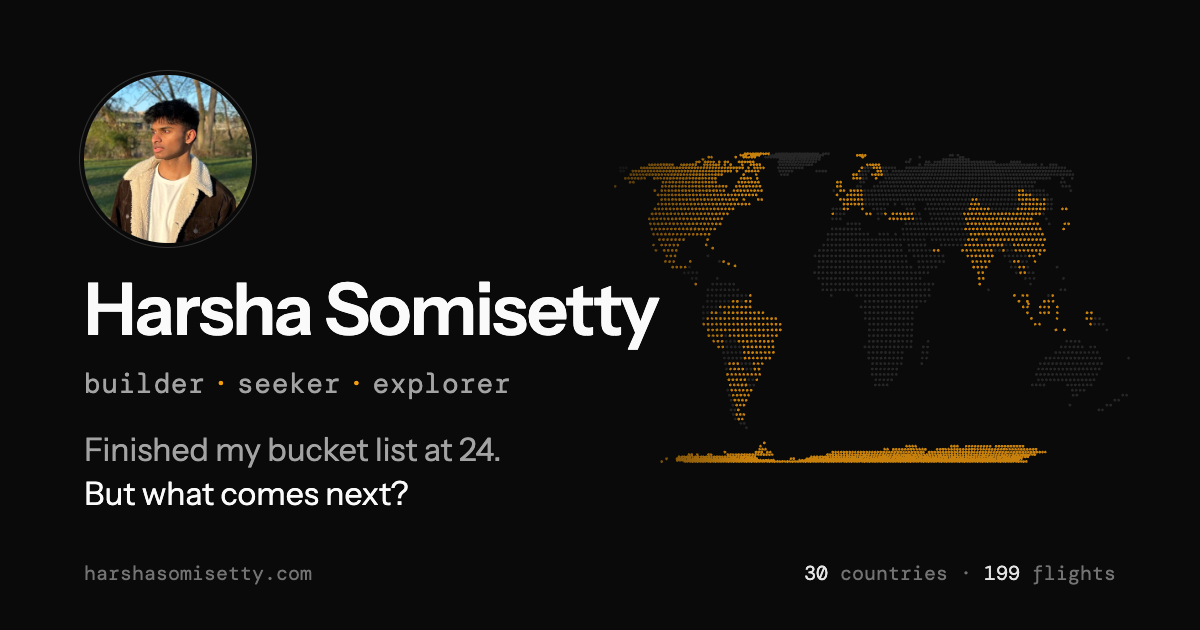 Harsha Somisetty
builder · seeker · explorer
Finished my bucket list at 24.
But what comes next?
harshasomisetty.com
30 countries · 199 flights